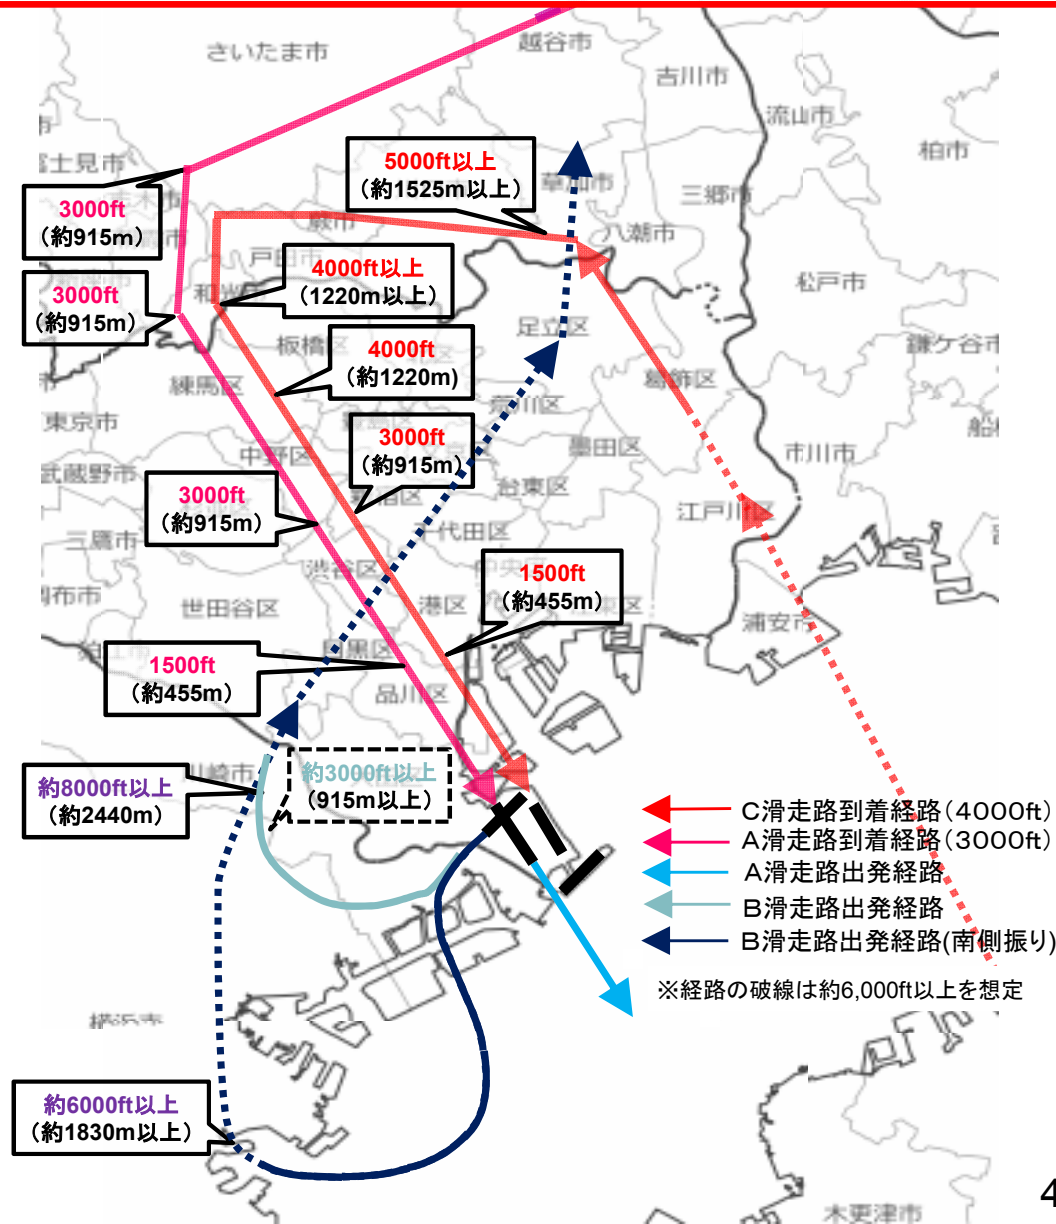 さいたま市
越谷市
吉川市
流山市
柏市
富士見市
5000ft以上
(約1525m以上)
草加市
三郷市
3000ft
(約915m)
蕨市
八潮市
戸田市
3000ft
(約915m)
4000ft以上
(1220m以上)
松戸市
足立区
板橋区
4000ft
(約1220m)
鎌ケ谷市
練馬区
葛飾区
荒川区
東京市
豊島区
3000ft
(約915m)
墨田区
市川市
中野区
武蔵野市
3000ft
(約915m)
台東区
江戸川区
千代田区
三鷹市
渋谷区
1500ft
(約455m)
調布市
世田谷区
港区
浦安市
目黒区
1500ft
(約455m)
品川区
川崎市
約3000ft以上
(915m以上)
約8000ft以上
(約2440m)
C滑走路到着経路(4000ft)
A滑走路到着経路(3000ft)
A滑走路出発経路
B滑走路出発経路
B滑走路出発経路(南側振り)
※経路の破線は約6,000ft以上を想定
横浜市
約6000ft以上
(約1830m以上)
木更津市
4